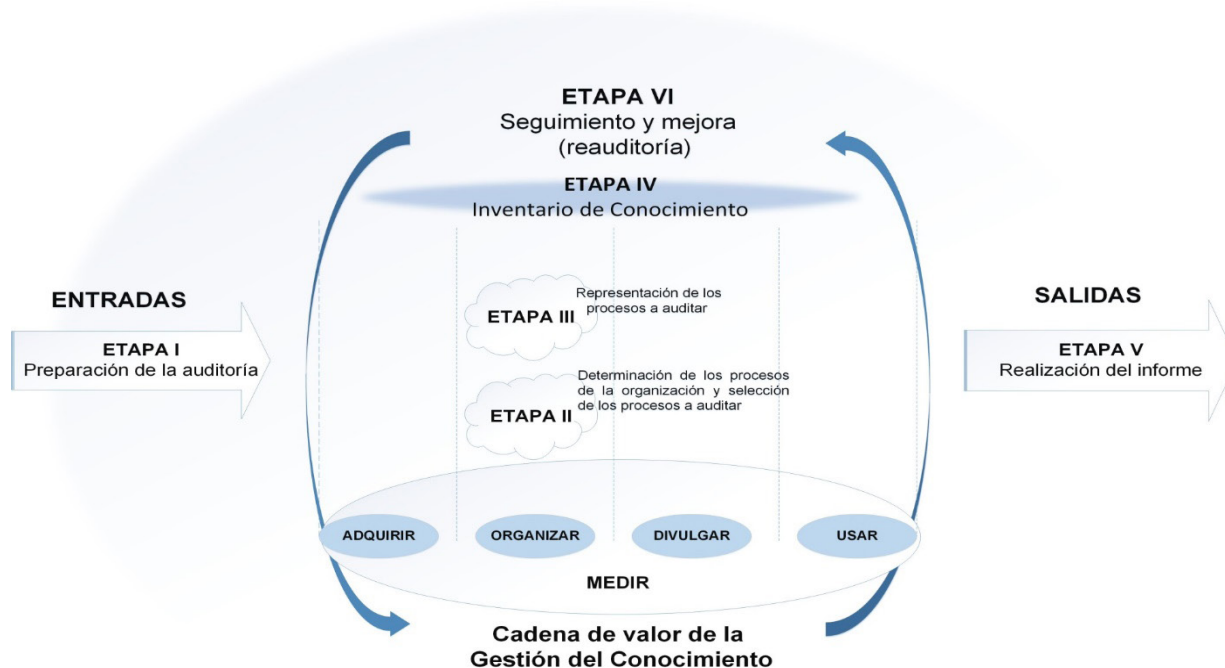 ETAPA VI
Seguimiento y mejora
(reauditoría)
ETAPA IV
Inventario de Conocimiento
ENTRADAS
ETAPA I
Preparación de la auditoría
ETAPA III
Representación de los
procesos a auditar
ETAPA II
Determinación de los procesos
de la organización y selección
de los procesos a auditar
SALIDAS
ETAPA V
Realización del informe
ADQUIRIR
ORGANIZAR
DIVULGAR
USAR
MEDIR
Cadena de valor de la
Gestión del Conocimiento